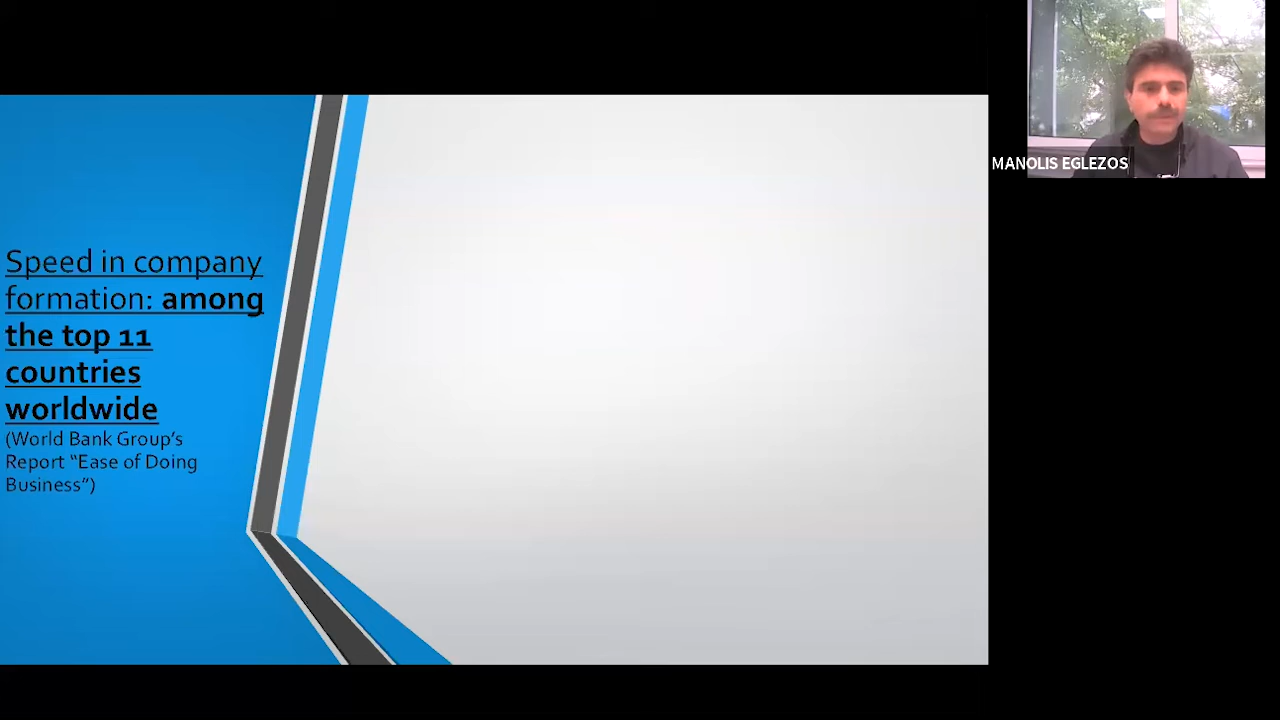 Speed in company
formation: among
the top 11
countries
worldwide
(World Bank Group's
Report “Ease of Doing
Business”)
MANOLIS EGLEZOS